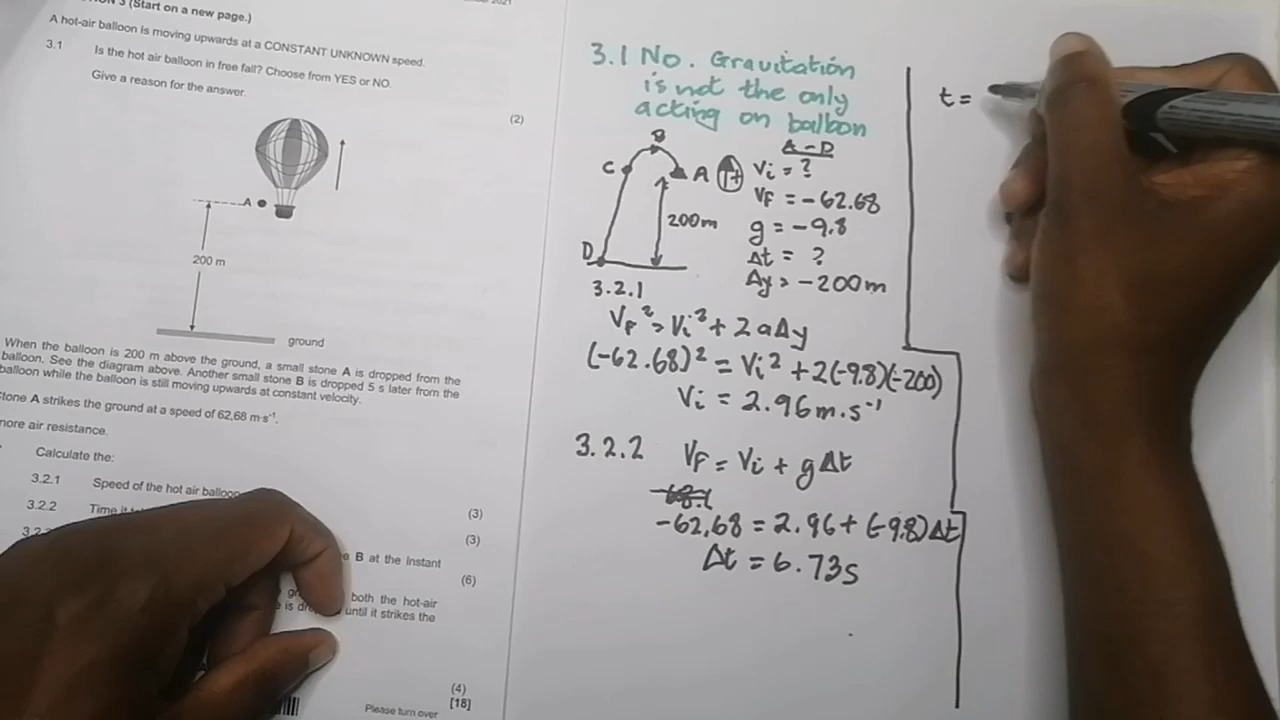 3 (Start on a new page.)
2021
A hot-air balloon is moving upwards at a CONSTANT UNKNOWN speed.
3.1 Is the hot air balloon in free fall? Choose from YES or NO.
Give a reason for the answer.
(2)
A
200 m
ground
When the balloon is 200 m above the ground, a small stone A is dropped from the
balloon. See the diagram above. Another small stone B is dropped 5 s later from the
balloon while the balloon is still moving upwards at constant velocity.
tone A strikes the ground at a speed of 62,68 m·s⁻¹.
nore air resistance.
Calculate the:
3.2.1 Speed of the hot air balloo
(3)
3.2.2 Time it
(3)
B at the instant
(6)
both the hot-air
is until it strikes the
(4)
[18]
Please turn over
3.1 No. Gravitation
is not the only
acting on balloon
B
C
A
D
200m
↑+
A-D
Vi = ?
VF = -62.68
g = -9.8
Δt = ?
Δy = -200m
3.2.1
VF² = Vi² + 2aΔy
(-62.68)² = Vi² + 2(-9.8)(-200)
Vi = 2.96 m.s⁻¹
3.2.2 VF = Vi + gΔt
-62,68 = 2.96 + (-9.8)Δt
Δt = 6.73s
t =